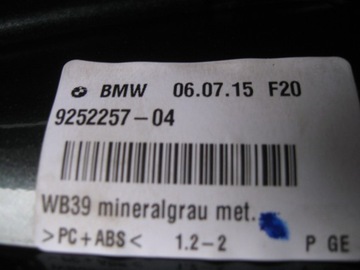 BMW 06.07.15 F20
9252257-04
WB39 mineralgrau met.
>PC+ABS< 1.2-2 P GE